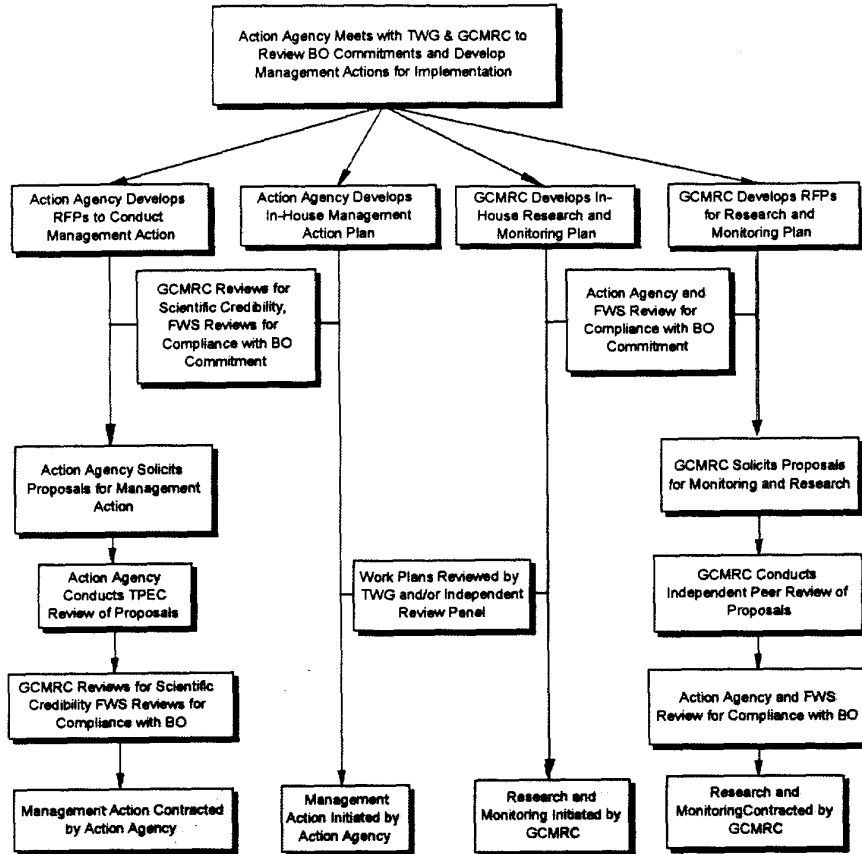 Action Agency Meets with TWG & GCMRC to
Review BO Commitments and Develop
Management Actions for Implementation
Action Agency Develops
RFPs to Conduct
Management Action
Action Agency Develops
In-House Management
Action Plan
GCMRC Develops In-
House Research and
Monitoring Plan
GCMRC Develops RFPs
for Research and
Monitoring Plan
GCMRC Reviews for
Scientific Credibility,
FWS Reviews for
Compliance with BO
Commitment
Action Agency and
FWS Review for
Compliance with BO
Commitment
Action Agency Solicits
Proposals for Management
Action
GCMRC Solicits Proposals
for Monitoring and Research
Action Agency
Conducts TPEC
Review of Proposals
Work Plans Reviewed by
TWG and/or Independent
Review Panel
GCMRC Conducts
Independent Peer Review of
Proposals
GCMRC Reviews for Scientific
Credibility FWS Reviews for
Compliance with BO
Action Agency and FWS
Review for Compliance with BO
Management Action Contracted
by Action Agency
Management
Action Initiated by
Action Agency
Research and
Monitoring Initiated by
GCMRC
Research and
MonitoringContracted by
GCMRC